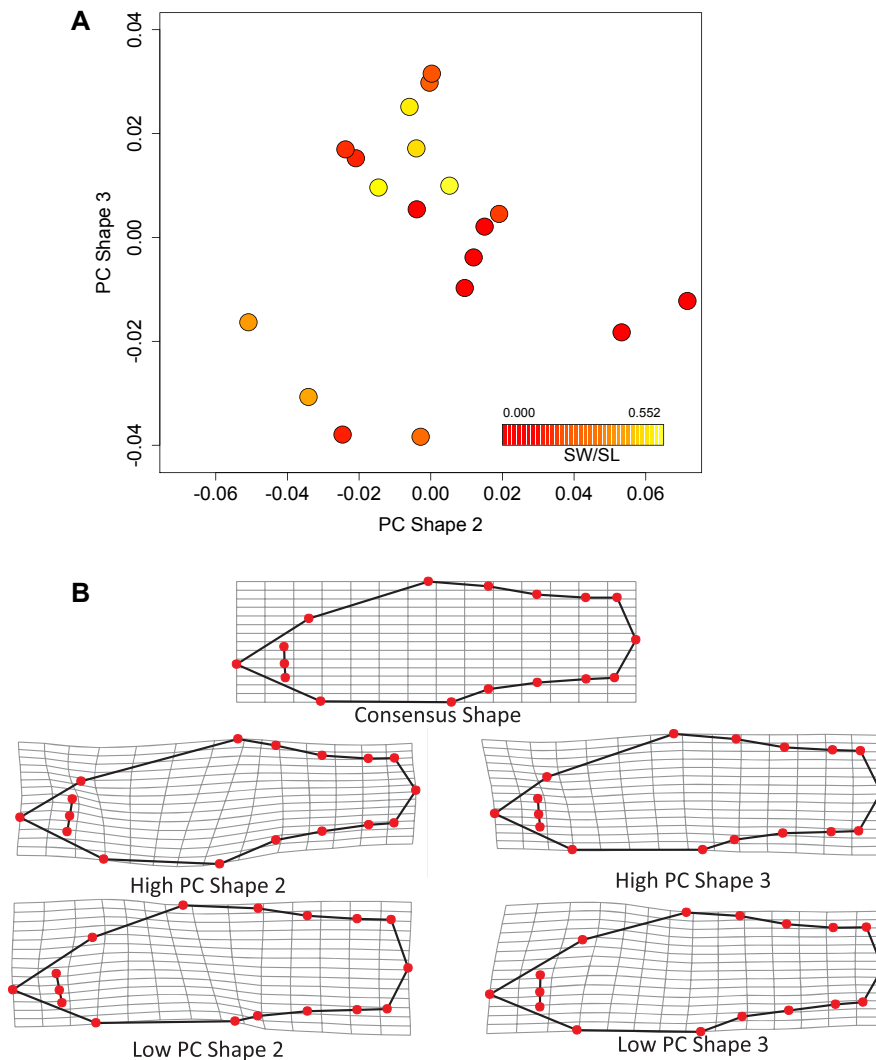 A
0.04
0.02
0.00
-0.02
-0.04
PC Shape 3
0.000 0.552
SW/SL
-0.06 -0.04 -0.02 0.00 0.02 0.04 0.06
PC Shape 2
B
Consensus Shape
High PC Shape 2 High PC Shape 3
Low PC Shape 2 Low PC Shape 3